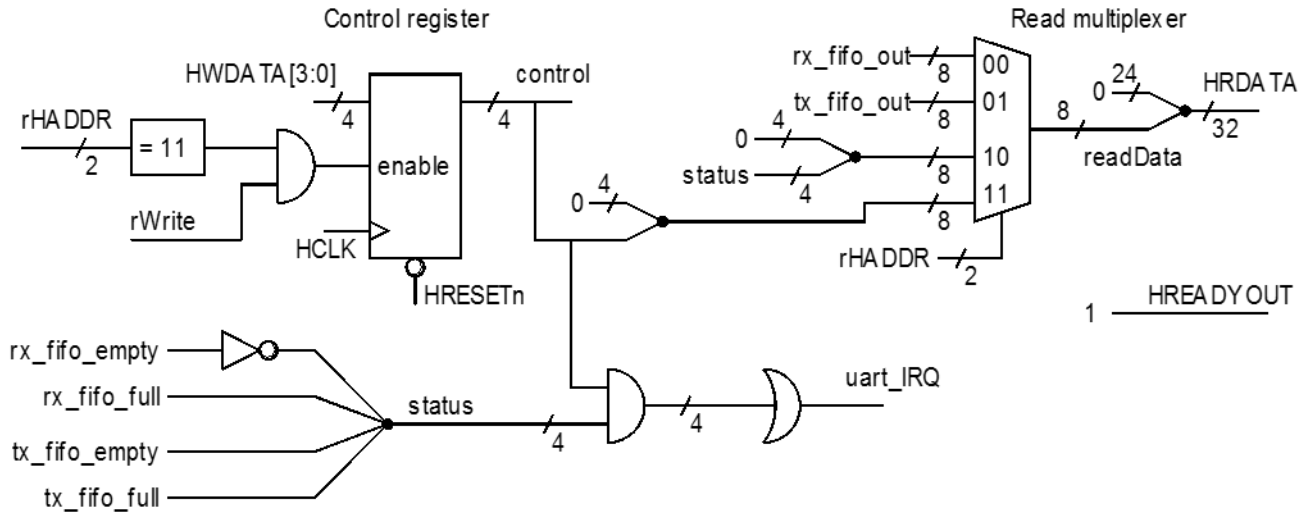 Control register
Read multiplexer
HWDATA[3:0]
4
control
4
rHADDR
2
= 11
enable
rWrite
HCLK
HRESETn
rx_fifo_out
8
00
tx_fifo_out
8
01
0
4
status
4
8
10
0
4
8
11
rHADDR
2
8
readData
0
24
HRDATA
32
1
HREADYOUT
rx_fifo_empty
rx_fifo_full
tx_fifo_empty
tx_fifo_full
status
4
4
uart_IRQ